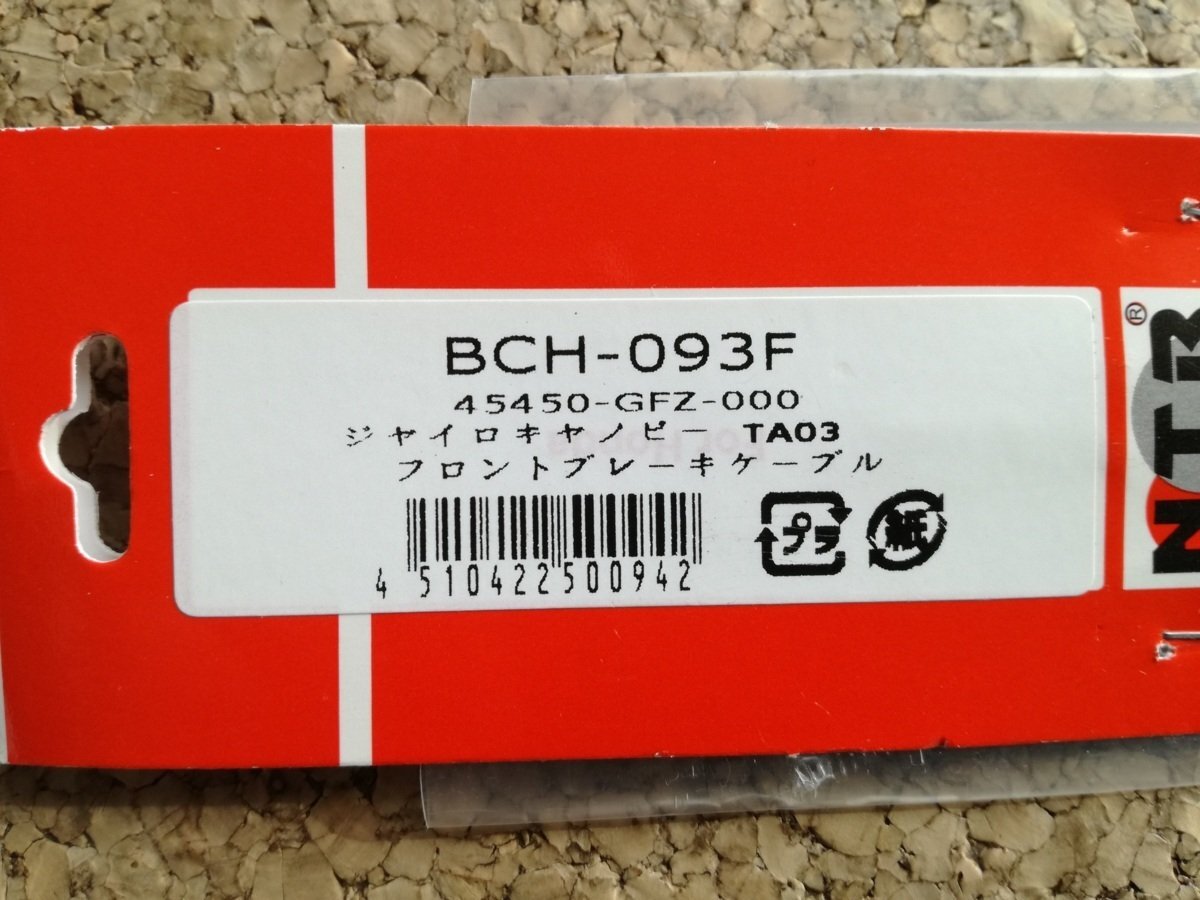 BCH-093F
45450-GFZ-000
ジャイロキャノピー TA03
フロントブレーキケーブル
4 510422 500942
プラ
紙
NTB
®